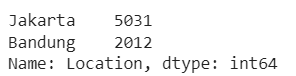 Jakarta    5031
Bandung    2012
Name: Location, dtype: int64